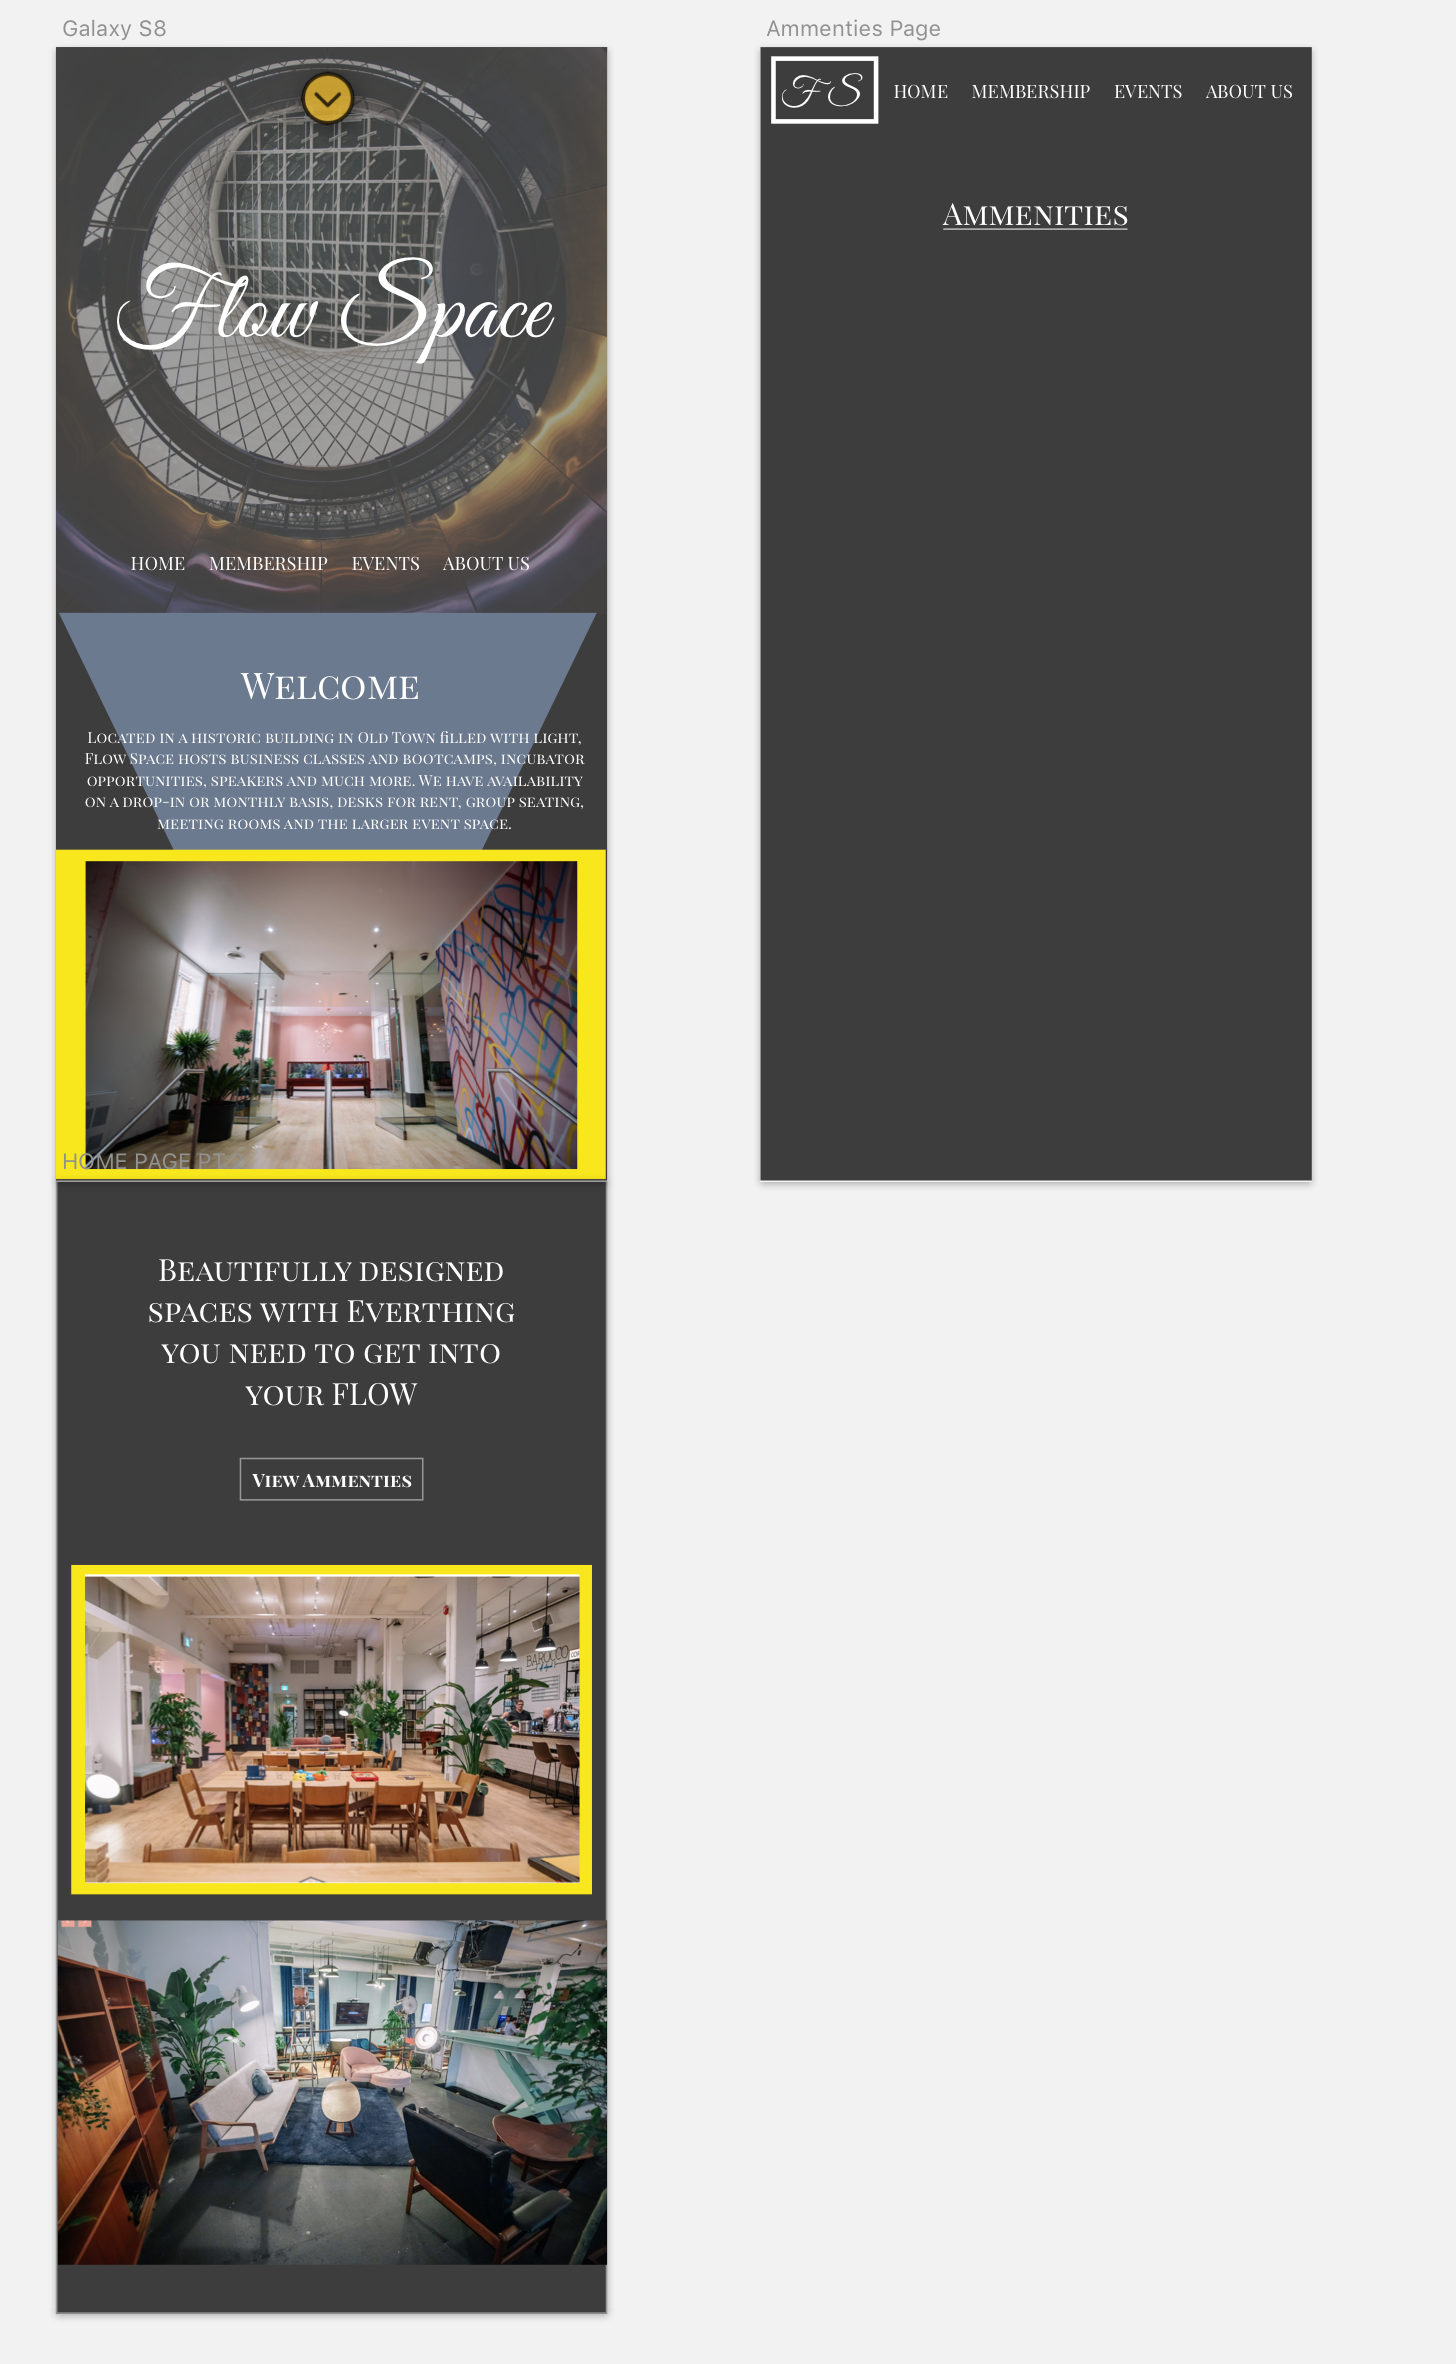 Galaxy S8
Flow Space
HOME MEMBERSHIP EVENTS ABOUT US
Welcome
Located in a historic building in Old Town filled with light,
Flow Space hosts business classes and bootcamps, incubator
opportunities, speakers and much more. We have availability
on a drop-in or monthly basis, desks for rent, group seating,
meeting rooms and the larger event space.
HOME PAGE PT
Beautifully designed
spaces with Everthing
you need to get into
your FLOW
View Ammenties
BAROCCO
Ammenties Page
FS HOME MEMBERSHIP EVENTS ABOUT US
Ammenities